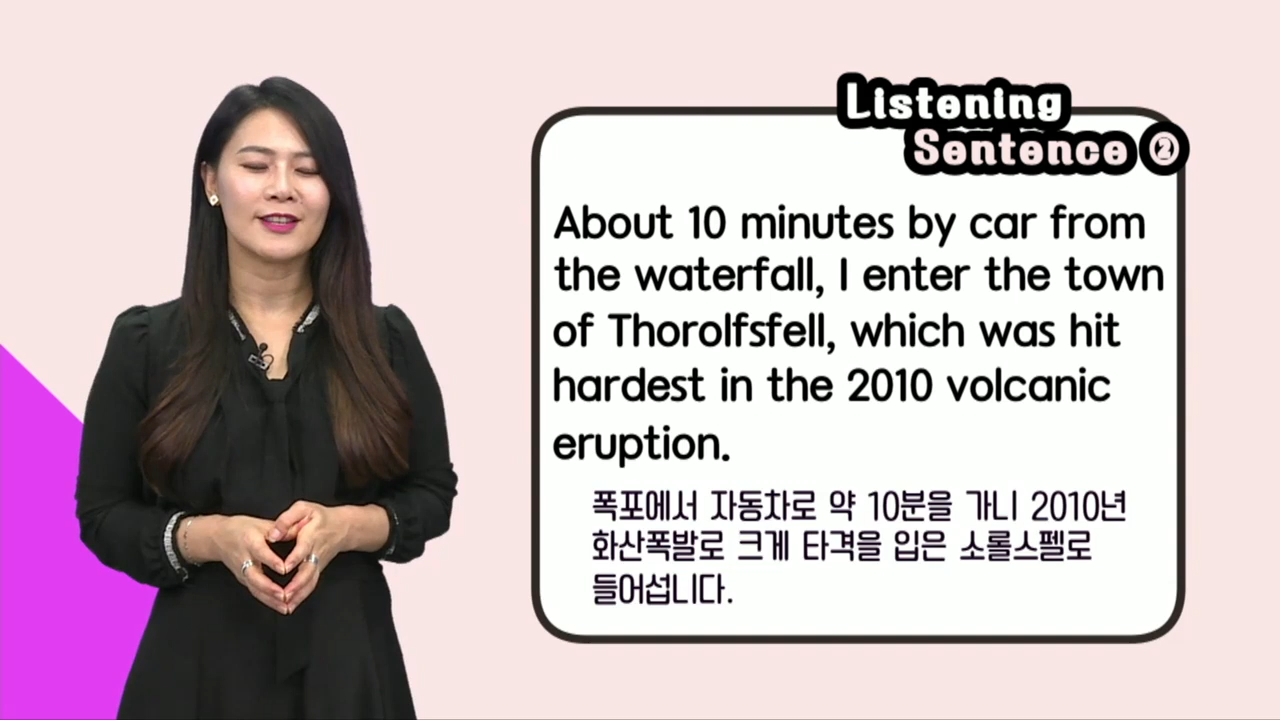 Listening
Sentence ②
About 10 minutes by car from
the waterfall, I enter the town
of Thorolfsfell, which was hit
hardest in the 2010 volcanic
eruption.
폭포에서 자동차로 약 10분을 가니 2010년
화산폭발로 크게 타격을 입은 소롤스펠로
들어섭니다.